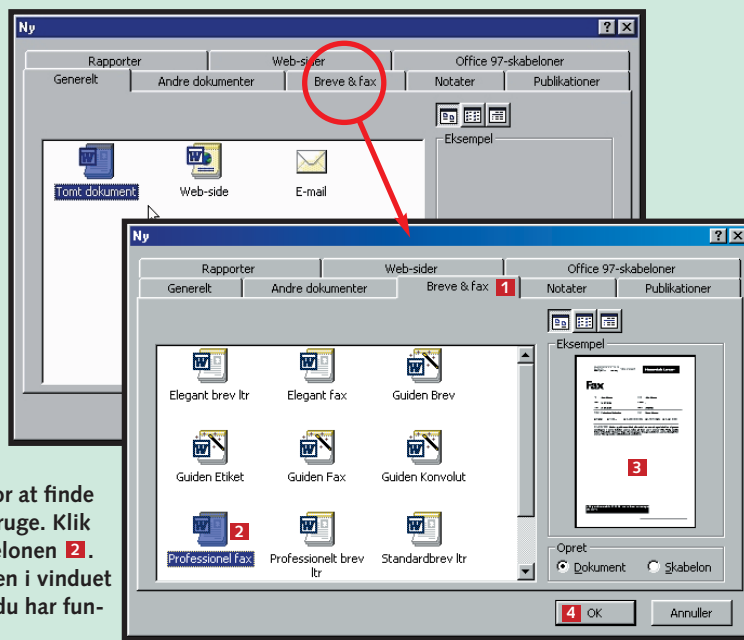 Ny
Rapporter Web-sider Office 97-skabeloner
Generelt Andre dokumenter Breve & fax Notater Publikationer
Eksempel
Tomt dokument Web-side E-mail
Ny
Rapporter Web-sider Office 97-skabeloner
Generelt Andre dokumenter Breve & fax 1 Notater Publikationer
Eksempel
Elegant brev ltr Elegant fax Guiden Brev
Fax
Guiden Etiket Guiden Fax Guiden Konvolut
3
2
Professionel fax Professionelt brev ltr Standardbrev ltr
Opret
Dokument Skabelon
4 OK Annuller
or at finde
ruge. Klik
elonen 2.
en i vinduet
du har fun-